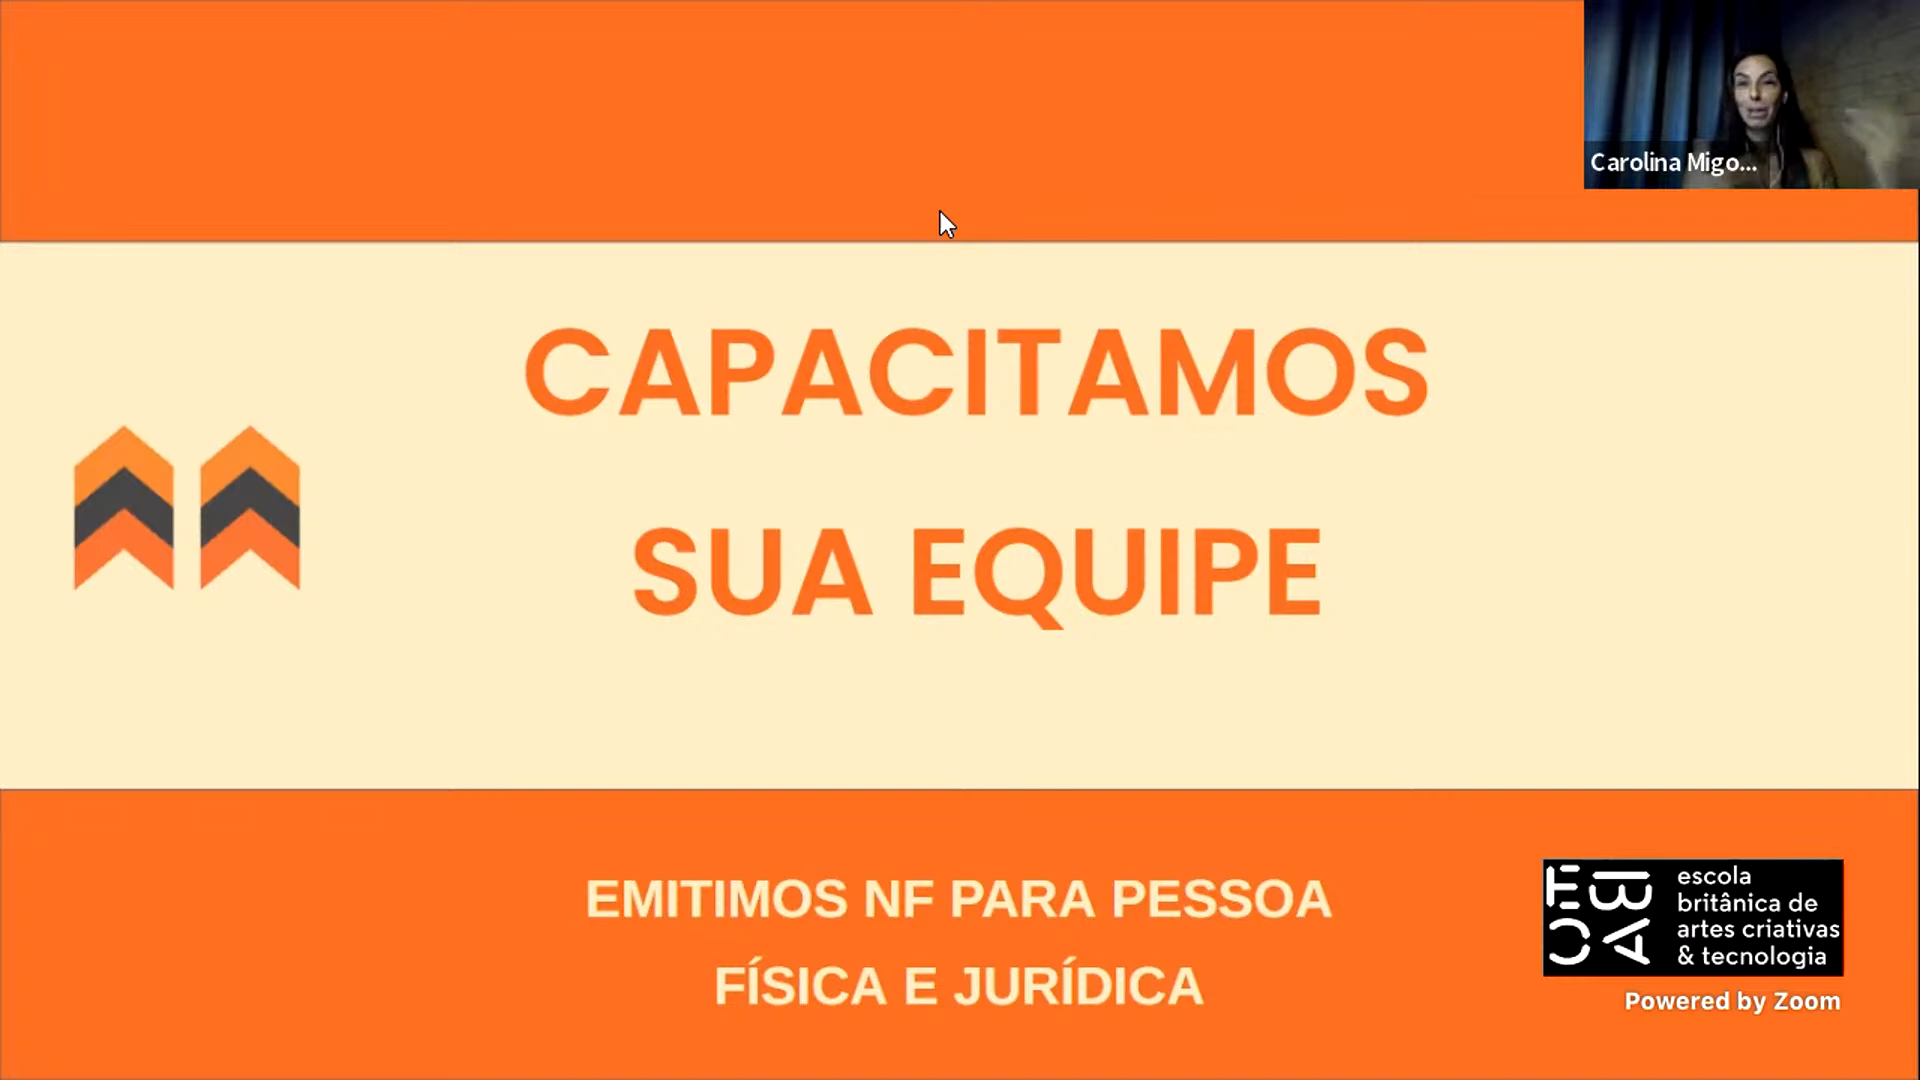 Carolina Migo...
CAPACITAMOS
SUA EQUIPE
EMITIMOS NF PARA PESSOA
FÍSICA E JURÍDICA
EBAC
escola
britânica de
artes criativas
& tecnologia
Powered by Zoom